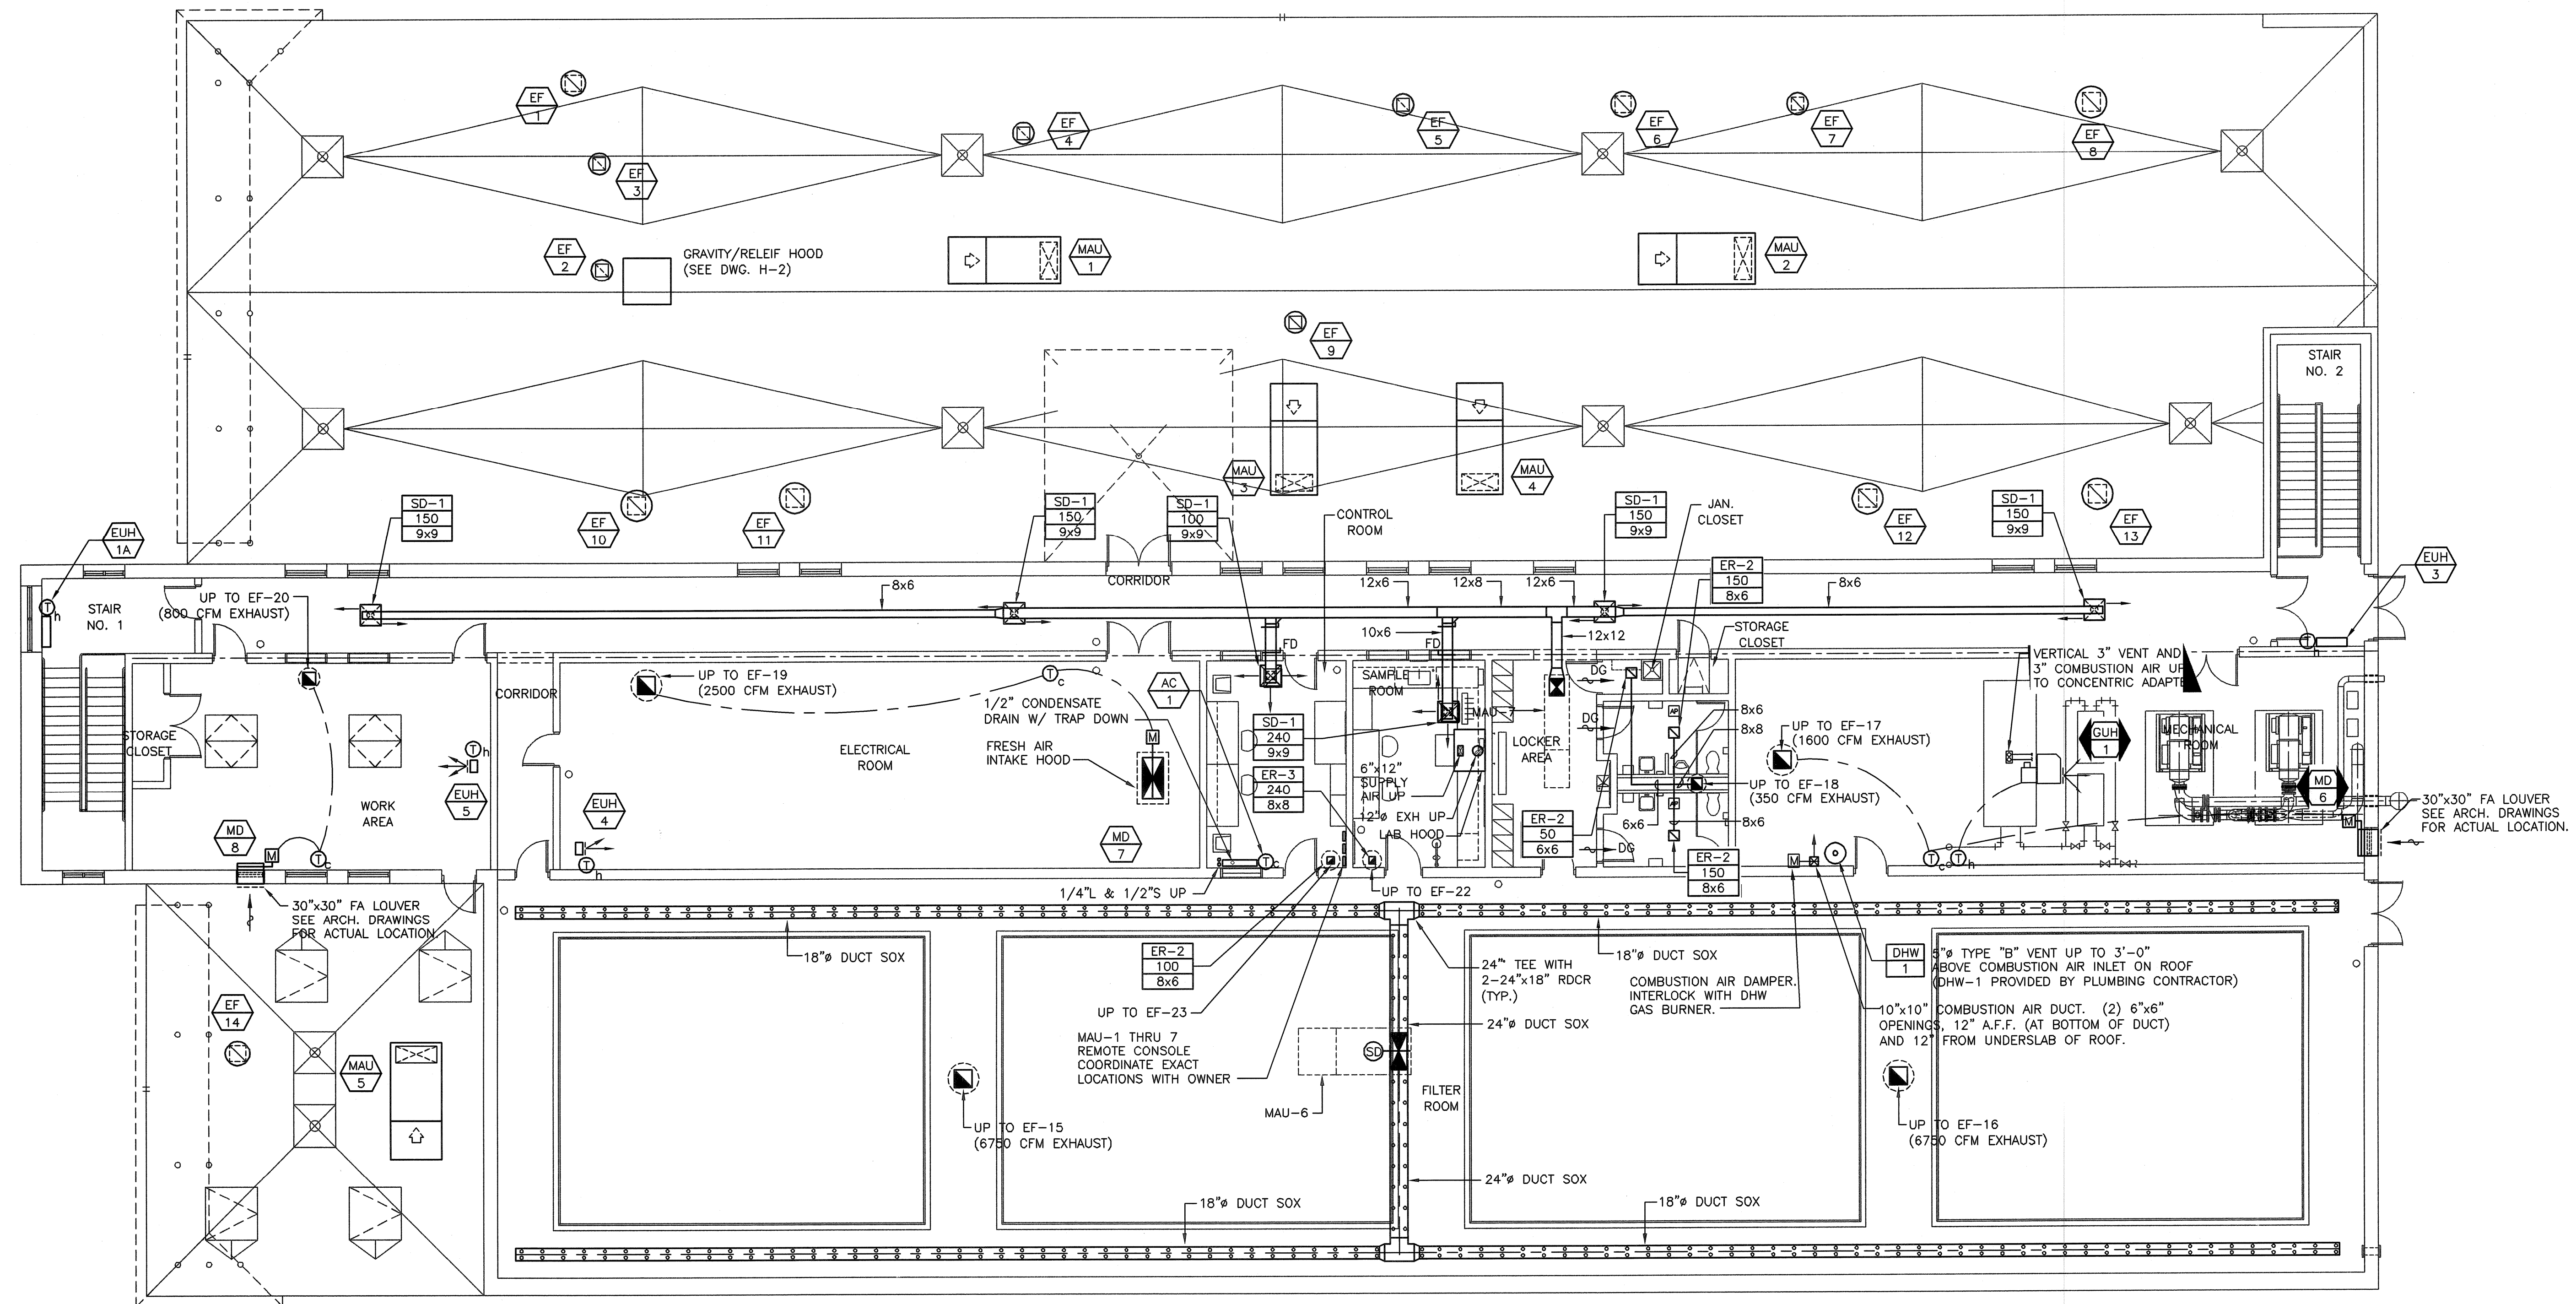 EF
1
EF
3
EF
4
EF
5
EF
6
EF
7
EF
8
EF
2
GRAVITY/RELEIF HOOD
(SEE DWG. H-2)
MAU
1
MAU
2
EF
9
STAIR
NO. 2
MAU
3
MAU
4
SD-1
150
9x9
EF
10
EF
11
SD-1
150
9x9
SD-1
100
9x9
CONTROL
ROOM
SD-1
150
9x9
JAN.
CLOSET
EF
12
SD-1
150
9x9
EF
13
EUH
1A
EUH
3
CORRIDOR
8x6
12x6
12x8
12x6
ER-2
150
8x6
8x6
STAIR
NO. 1
UP TO EF-20
(800 CFM EXHAUST)
T
h
FD
10x6
FD
12x12
STORAGE
CLOSET
T
VERTICAL 3" VENT AND
3" COMBUSTION AIR UP
TO CONCENTRIC ADAPTE
CORRIDOR
UP TO EF-19
(2500 CFM EXHAUST)
T
c
AC
1
SAMPLE
ROOM
DG
1/2" CONDENSATE
DRAIN W/ TRAP DOWN
MAU-7
AP
8x6
8x8
DG
UP TO EF-17
(1600 CFM EXHAUST)
GUH
1
MECHANICAL
ROOM
STORAGE
CLOSET
T
h
ELECTRICAL
ROOM
FRESH AIR
INTAKE HOOD
M
SD-1
240
9x9
LOCKER
AREA
ER-3
240
8x8
6"x12"
SUPPLY
AIR UP
UP TO EF-18
(350 CFM EXHAUST)
MD
6
EUH
5
WORK
AREA
EUH
4
12"ø EXH UP
LAB HOOD
ER-2
50
6x6
6x6
AP
8x6
30"x30" FA LOUVER
SEE ARCH. DRAWINGS
FOR ACTUAL LOCATION.
MD
8
M
T
c
T
h
MD
7
T
c
DG
ER-2
150
8x6
M
T
c
T
h
M
1/4"L & 1/2"S UP
UP TO EF-22
30"x30" FA LOUVER
SEE ARCH. DRAWINGS
FOR ACTUAL LOCATION.
18"ø DUCT SOX
ER-2
100
8x6
24" TEE WITH
2-24"x18" RDCR
(TYP.)
18"ø DUCT SOX
COMBUSTION AIR DAMPER.
INTERLOCK WITH DHW
GAS BURNER.
DHW
1
5"ø TYPE "B" VENT UP TO 3'-0"
ABOVE COMBUSTION AIR INLET ON ROOF
(DHW-1 PROVIDED BY PLUMBING CONTRACTOR)
EF
14
UP TO EF-23
24"ø DUCT SOX
10"x10" COMBUSTION AIR DUCT. (2) 6"x6"
OPENINGS, 12" A.F.F. (AT BOTTOM OF DUCT)
AND 12" FROM UNDERSLAB OF ROOF.
MAU-1 THRU 7
REMOTE CONSOLE
COORDINATE EXACT
LOCATIONS WITH OWNER
SD
MAU
5
MAU-6
FILTER
ROOM
UP TO EF-15
(6750 CFM EXHAUST)
UP TO EF-16
(6750 CFM EXHAUST)
24"ø DUCT SOX
18"ø DUCT SOX
18"ø DUCT SOX